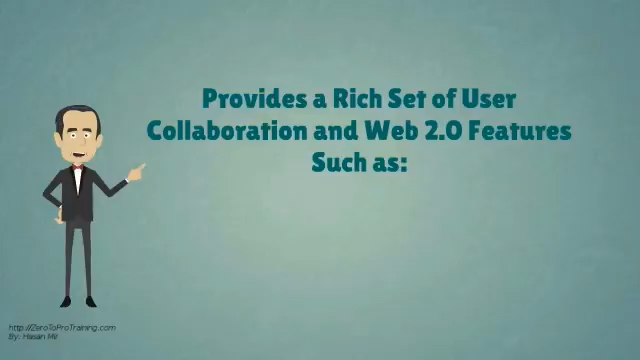 Provides a Rich Set of User
Collaboration and Web 2.0 Features
Such as:
http://ZeroToProTraining.com
By: Hasan Mir